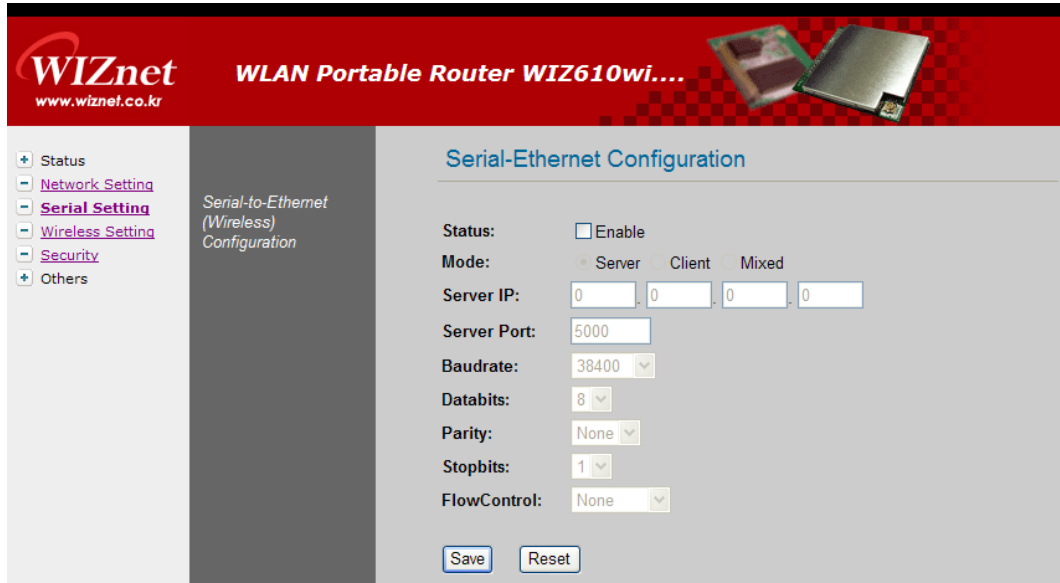 WIZnet
www.wiznet.co.kr
WLAN Portable Router WIZ610wi....
Status
Network Setting
Serial Setting
Wireless Setting
Security
Others
Serial-to-Ethernet
(Wireless)
Configuration
Serial-Ethernet Configuration
Status: Enable
Mode: Server Client Mixed
Server IP: 0 . 0 . 0 . 0
Server Port: 5000
Baudrate: 38400
Databits: 8
Parity: None
Stopbits: 1
FlowControl: None
Save Reset